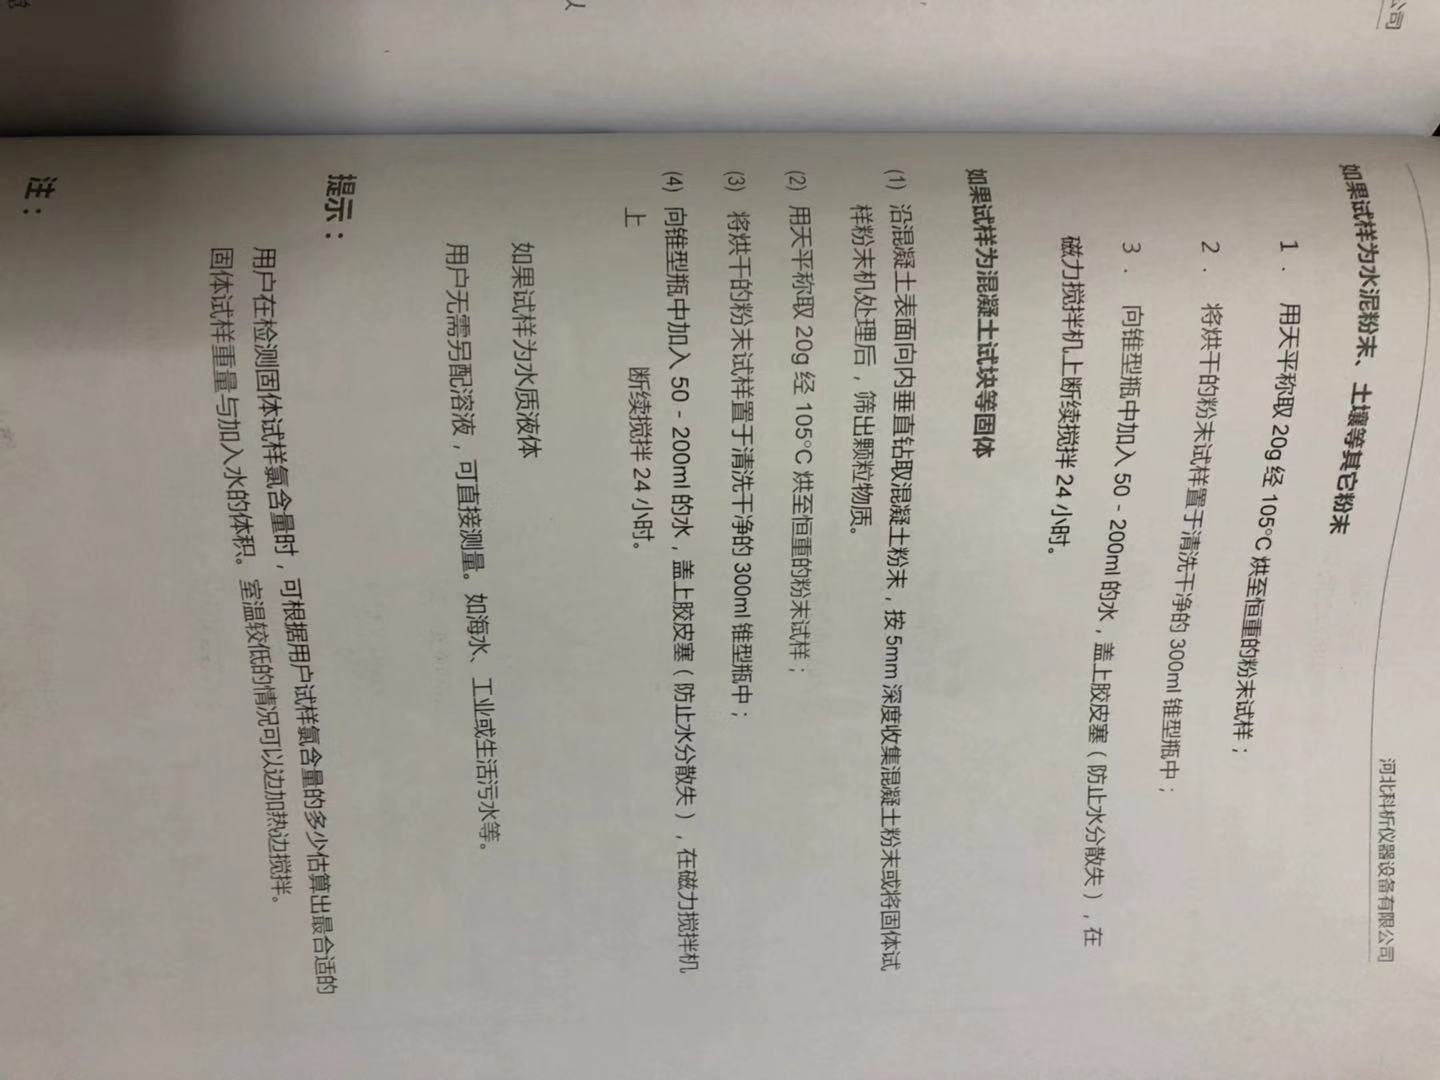 公司
人
河北科析仪器设备有限公司
如果试样为水泥粉末、土壤等其它粉末
1． 用天平称取 20g 经 105°C 烘至恒重的粉末试样；
2． 将烘干的粉末试样置于清洗干净的 300ml 锥型瓶中；
3． 向锥型瓶中加入 50 - 200ml 的水，盖上胶皮塞（防止水分散失），在
磁力搅拌机上断续搅拌 24 小时。
如果试样为混凝土试块等固体
(1) 沿混凝土表面向内垂直钻取混凝土粉末，按 5mm 深度收集混凝土粉末或将固体试
样粉末机处理后，筛出颗粒物质。
(2) 用天平称取 20g 经 105°C 烘至恒重的粉末试样；
(3) 将烘干的粉末试样置于清洗干净的 300ml 锥型瓶中；
(4) 向锥型瓶中加入 50 - 200ml 的水，盖上胶皮塞（防止水分散失），在磁力搅拌机
上 断续搅拌 24 小时。
如果试样为水质液体
用户无需另配溶液，可直接测量。如海水、工业或生活污水等。
提示：
用户在检测固体试样氯含量时，可根据用户试样氯含量的多少估算出最合适的
固体试样重量与加入水的体积。室温较低的情况可以边加热边搅拌。
注：